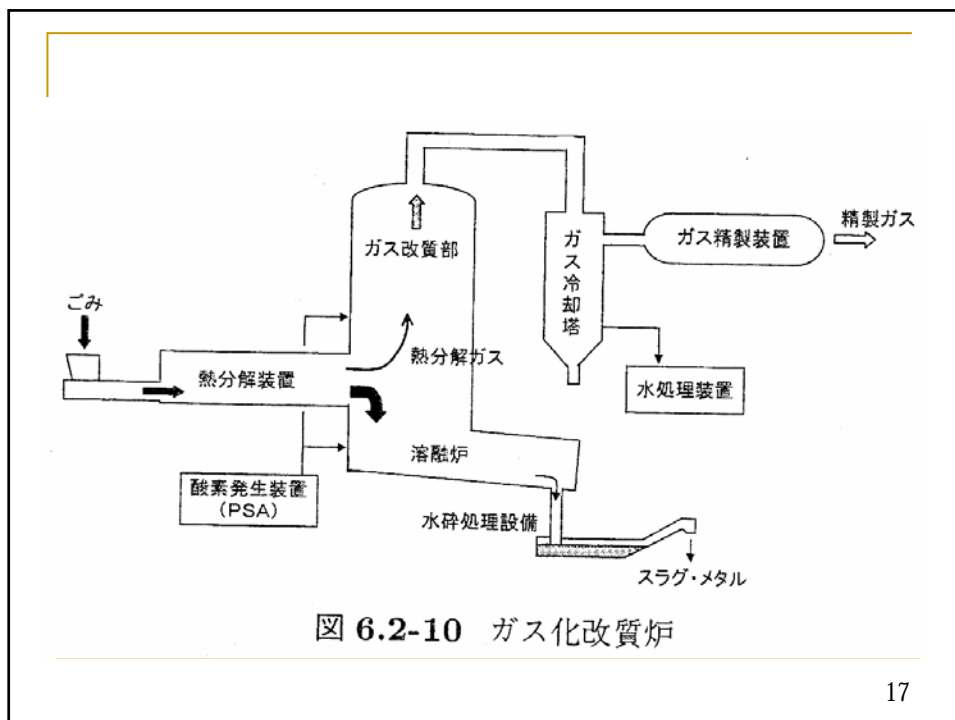 精製ガス
ガス精製装置
ガス改質部
ガス冷却塔
ごみ
熱分解ガス
熱分解装置
水処理装置
溶融炉
酸素発生装置
(PSA)
水砕処理設備
スラグ・メタル
図 6.2-10 ガス化改質炉
17